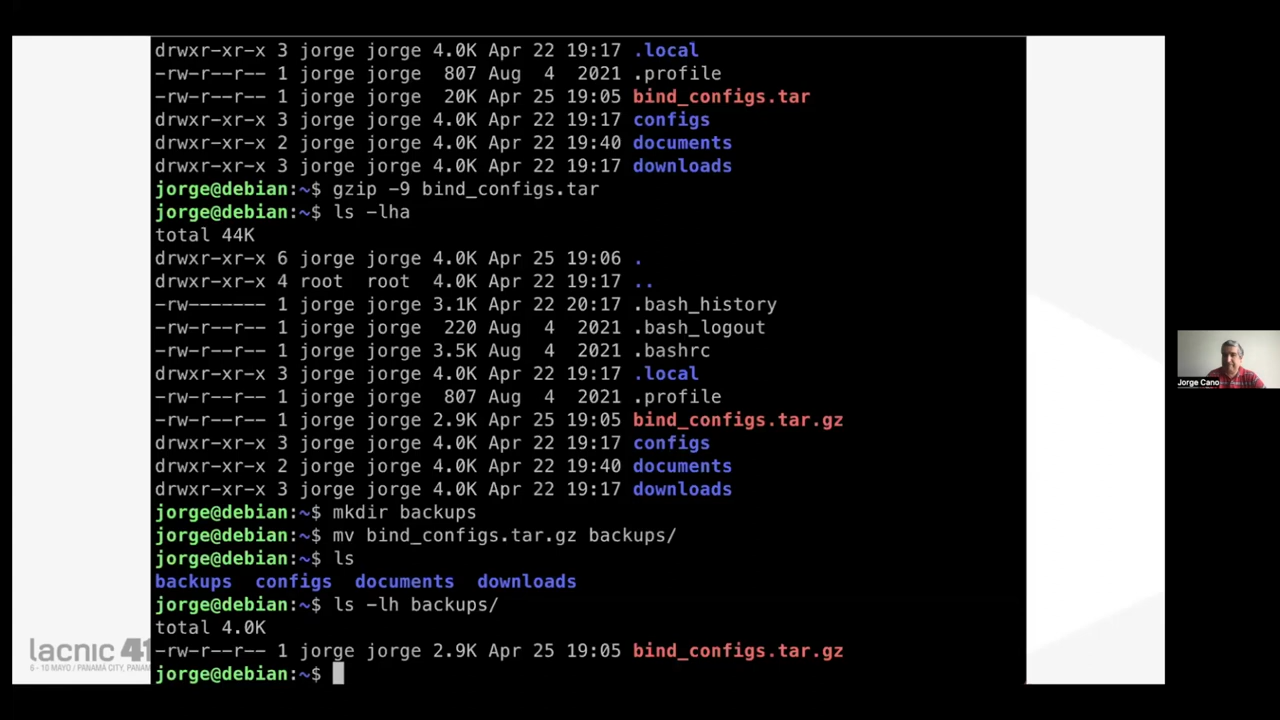 drwxr-xr-x 3 jorge jorge 4.0K Apr 22 19:17 .local
-rw-r--r-- 1 jorge jorge  807 Aug  4  2021 .profile
-rw-r--r-- 1 jorge jorge  20K Apr 25 19:05 bind_configs.tar
drwxr-xr-x 3 jorge jorge 4.0K Apr 22 19:17 configs
drwxr-xr-x 2 jorge jorge 4.0K Apr 22 19:40 documents
drwxr-xr-x 3 jorge jorge 4.0K Apr 22 19:17 downloads
jorge@debian:~$ gzip -9 bind_configs.tar
jorge@debian:~$ ls -lha
total 44K
drwxr-xr-x 6 jorge jorge 4.0K Apr 25 19:06 .
drwxr-xr-x 4 root  root  4.0K Apr 22 19:17 ..
-rw------- 1 jorge jorge 3.1K Apr 22 20:17 .bash_history
-rw-r--r-- 1 jorge jorge  220 Aug  4  2021 .bash_logout
-rw-r--r-- 1 jorge jorge 3.5K Aug  4  2021 .bashrc
drwxr-xr-x 3 jorge jorge 4.0K Apr 22 19:17 .local
-rw-r--r-- 1 jorge jorge  807 Aug  4  2021 .profile
-rw-r--r-- 1 jorge jorge 2.9K Apr 25 19:05 bind_configs.tar.gz
drwxr-xr-x 3 jorge jorge 4.0K Apr 22 19:17 configs
drwxr-xr-x 2 jorge jorge 4.0K Apr 22 19:40 documents
drwxr-xr-x 3 jorge jorge 4.0K Apr 22 19:17 downloads
jorge@debian:~$ mkdir backups
jorge@debian:~$ mv bind_configs.tar.gz backups/
jorge@debian:~$ ls
backups  configs  documents  downloads
jorge@debian:~$ ls -lh backups/
total 4.0K
-rw-r--r-- 1 jorge jorge 2.9K Apr 25 19:05 bind_configs.tar.gz
jorge@debian:~$
lacnic 41
6 - 10 MAYO / PANAMÁ CITY, PANAM
Jorge Cano